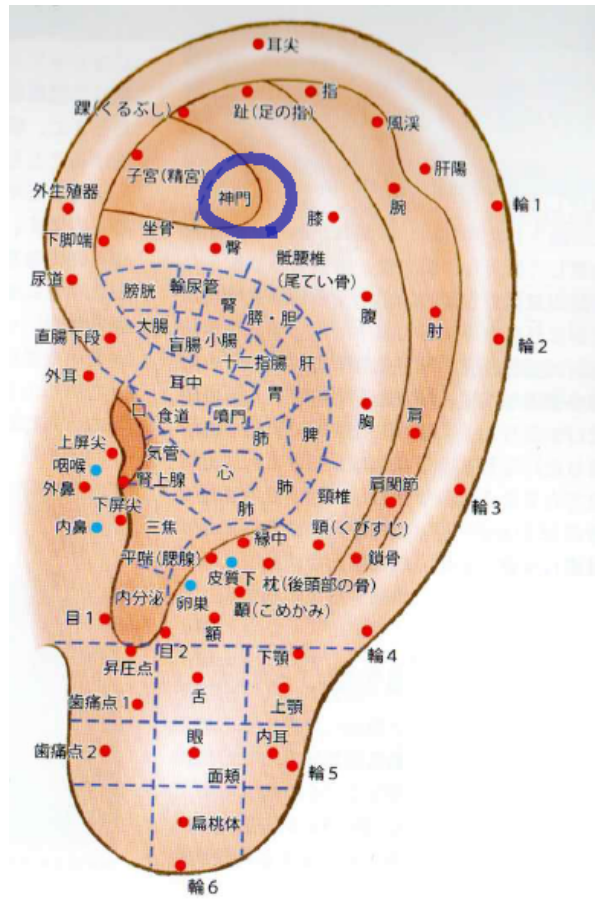 耳尖
趾(足の指)
指
踝(くるぶし)
風渓
子宮(精宮)
肝陽
神門
腕
外生殖器
輪1
膝
坐骨
下脚端
臀
骶腰椎
(尾てい骨)
尿道
膀胱
輸尿管
腎
膵・胆
腹
肘
大腸
盲腸
小腸
直腸下段
輪2
十二指腸
肝
外耳
耳中
胃
口
食道
噴門
胸
肩
脾
上屏尖
気管
肺
咽喉
心
腎上腺
外鼻
肺
頸椎
肩関節
輪3
下屏尖
肺
内鼻
三焦
頸(くびすじ)
縁中
平喘(腮腺)
鎖骨
皮質下
枕(後頭部の骨)
内分泌
卵巣
顳(こめかみ)
目1
額
目2
輪4
昇圧点
下顎
舌
上顎
歯痛点1
眼
内耳
歯痛点2
面頬
輪5
扁桃体
輪6